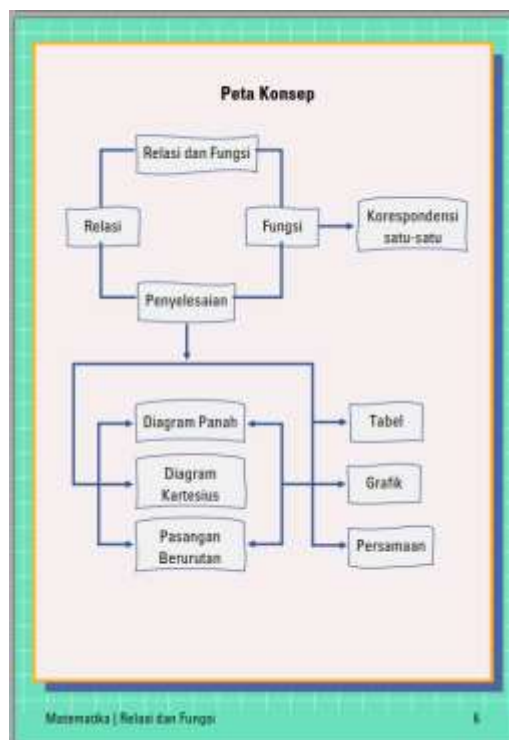 Peta Konsep
Relasi dan Fungsi
Relasi
Fungsi
Korespondensi
satu-satu
Penyelesaian
Diagram Panah
Tabel
Diagram
Kartesius
Grafik
Pasangan
Berurutan
Persamaan
Matematika | Relasi dan Fungsi
6